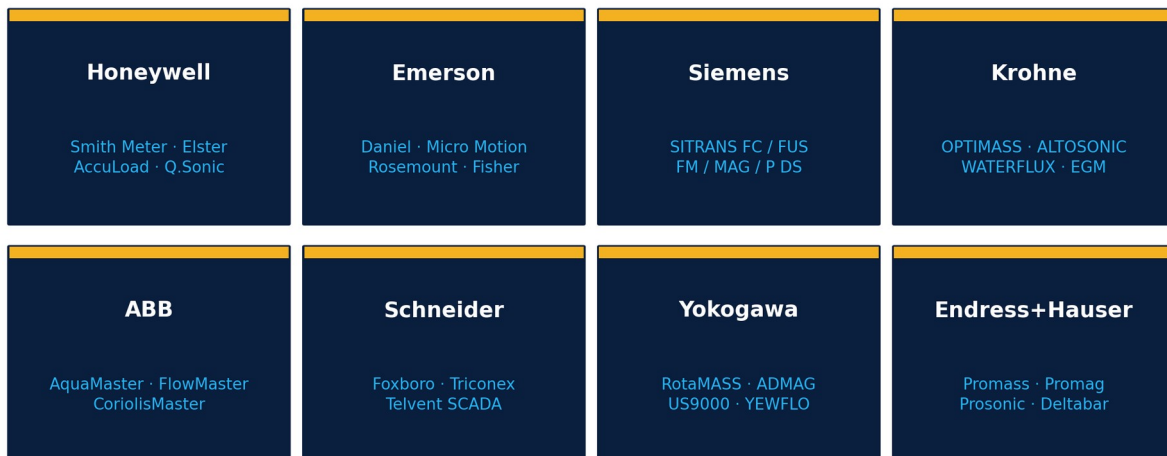 Honeywell
Smith Meter · Elster
AccuLoad · Q.Sonic
Emerson
Daniel · Micro Motion
Rosemount · Fisher
Siemens
SITRANS FC / FUS
FM / MAG / P DS
Krohne
OPTIMASS · ALTOSONIC
WATERFLUX · EGM
ABB
AquaMaster · FlowMaster
CoriolisMaster
Schneider
Foxboro · Triconex
Telvent SCADA
Yokogawa
RotaMASS · ADMAG
US9000 · YEWFLO
Endress+Hauser
Promass · Promag
Prosonic · Deltabar